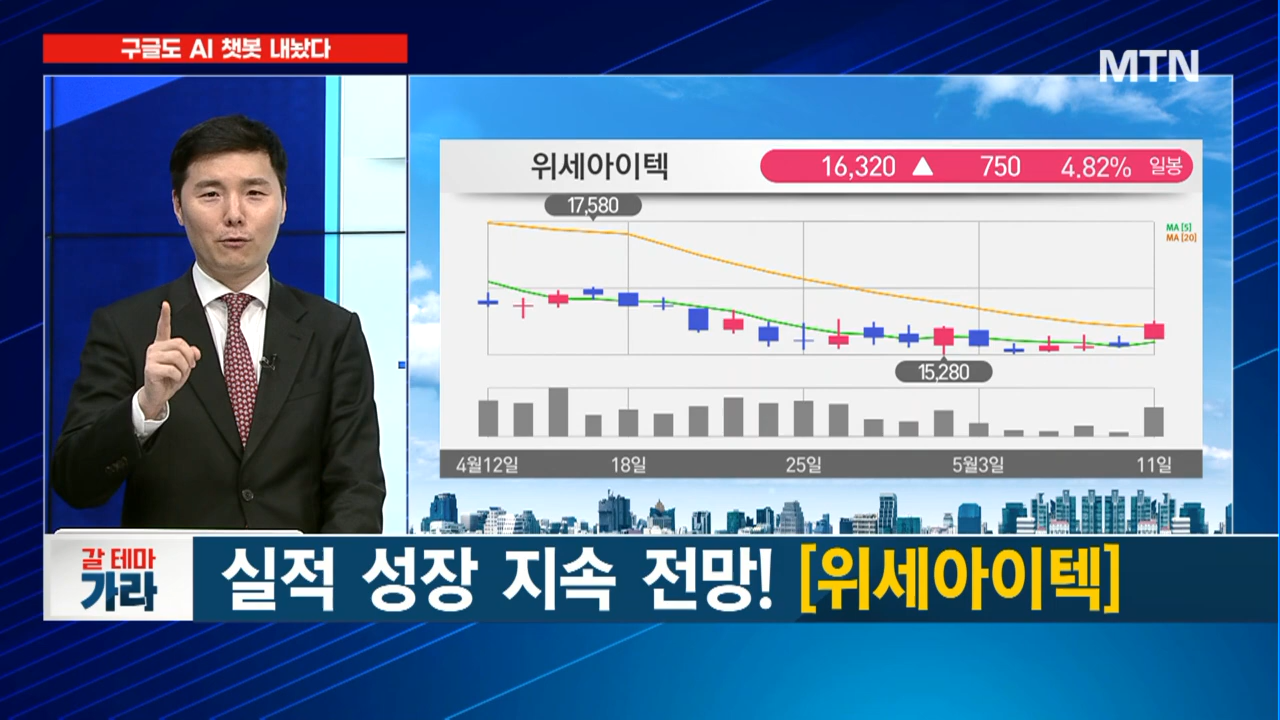 구글도 AI 챗봇 내놨다
MTN
위세아이텍
16,320 ▲ 750 4.82% 일봉
17,580
MA [5]
MA [20]
15,280
4월12일 18일 25일 5월3일 11일
갈 테마
가라
실적 성장 지속 전망! [위세아이텍]